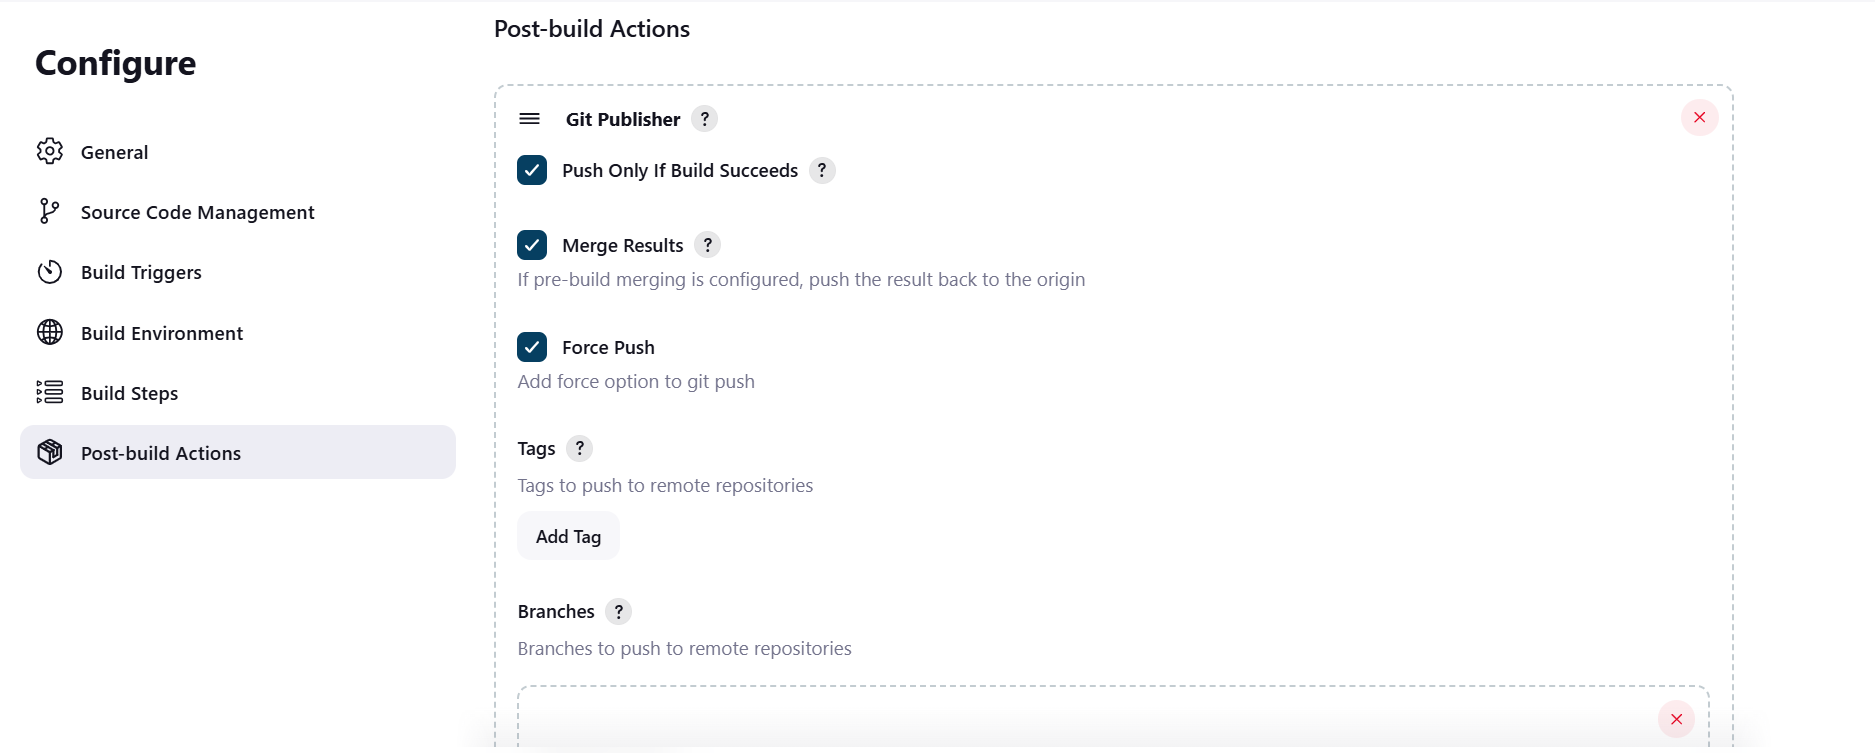 Configure
General
Source Code Management
Build Triggers
Build Environment
Build Steps
Post-build Actions
Post-build Actions
Git Publisher ?
Push Only If Build Succeeds ?
Merge Results ?
If pre-build merging is configured, push the result back to the origin
Force Push
Add force option to git push
Tags ?
Tags to push to remote repositories
Add Tag
Branches ?
Branches to push to remote repositories